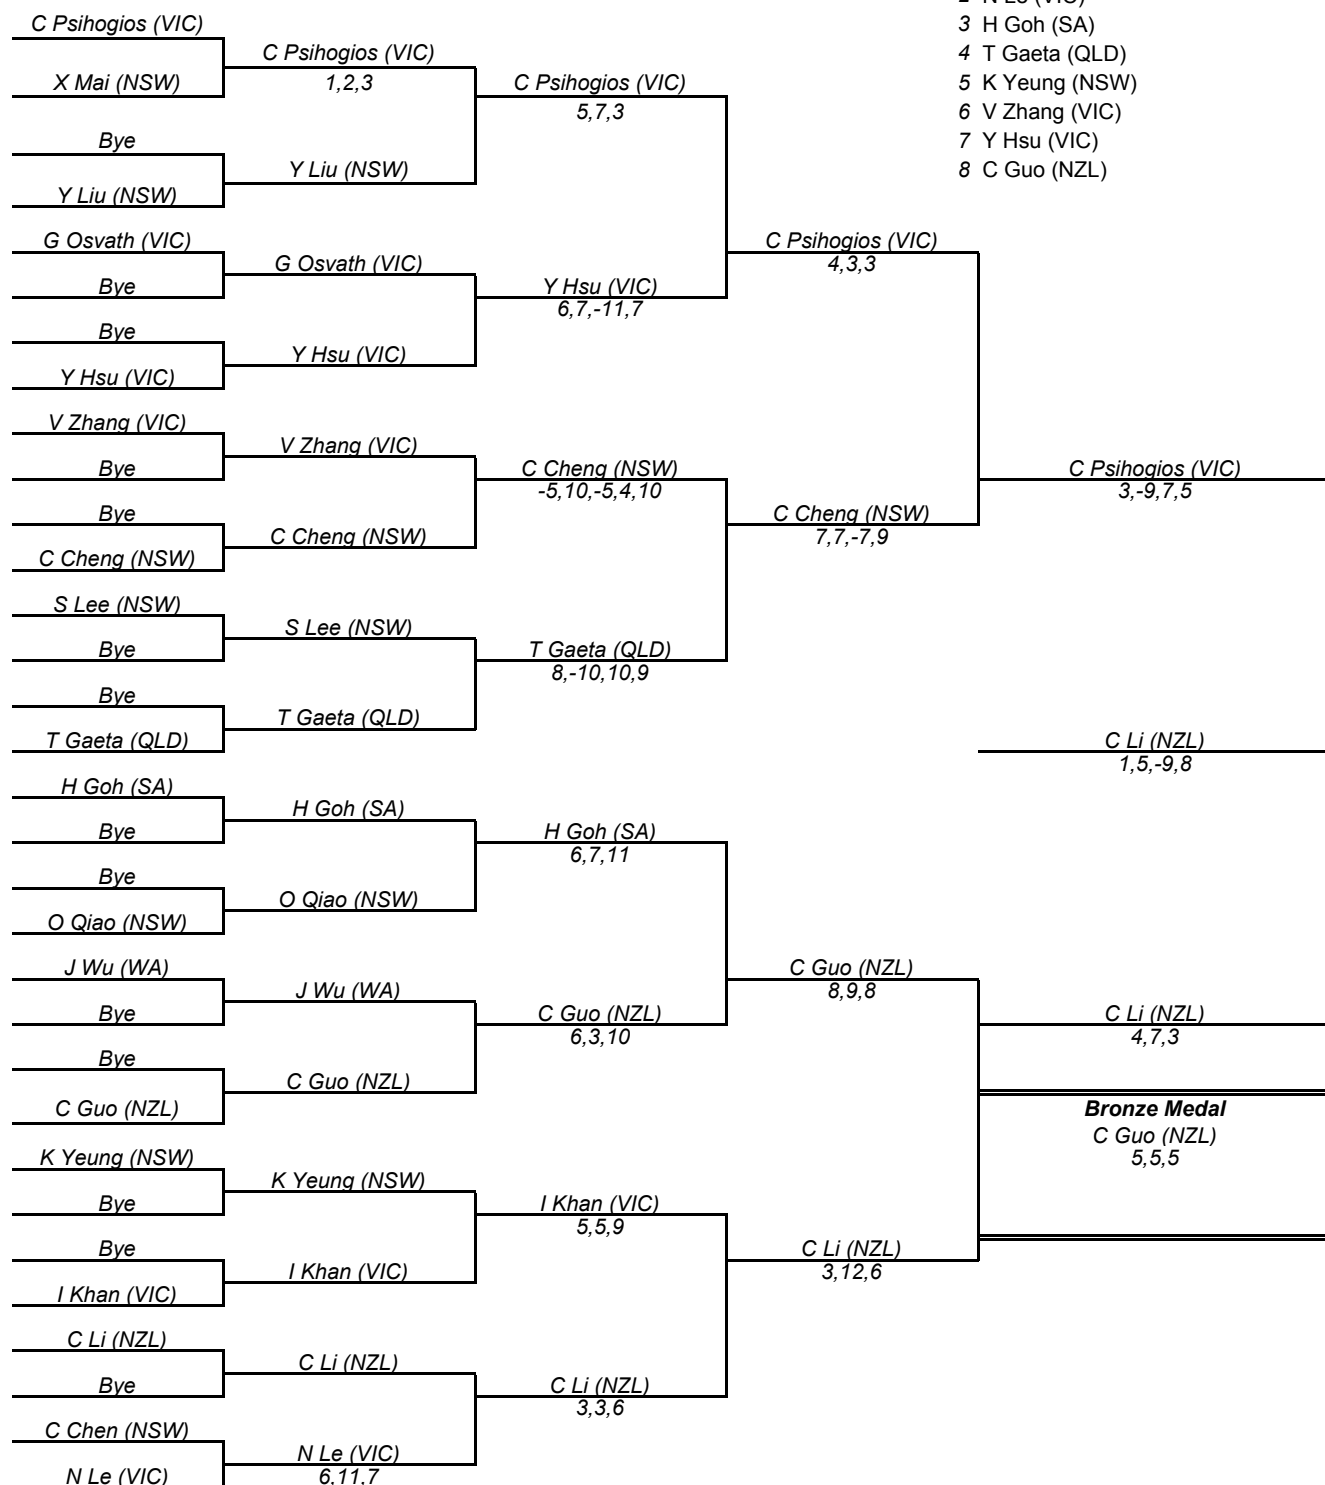 C Psihogios (VIC)
X Mai (NSW)
Bye
Y Liu (NSW)
G Osvath (VIC)
Bye
Bye
Y Hsu (VIC)
V Zhang (VIC)
Bye
Bye
C Cheng (NSW)
S Lee (NSW)
Bye
Bye
T Gaeta (QLD)
H Goh (SA)
Bye
Bye
O Qiao (NSW)
J Wu (WA)
Bye
Bye
C Guo (NZL)
K Yeung (NSW)
Bye
Bye
I Khan (VIC)
C Li (NZL)
Bye
C Chen (NSW)
N Le (VIC)
C Psihogios (VIC)
1,2,3
Y Liu (NSW)
G Osvath (VIC)
Y Hsu (VIC)
V Zhang (VIC)
C Cheng (NSW)
S Lee (NSW)
T Gaeta (QLD)
H Goh (SA)
O Qiao (NSW)
J Wu (WA)
C Guo (NZL)
K Yeung (NSW)
I Khan (VIC)
C Li (NZL)
N Le (VIC)
6,11,7
C Psihogios (VIC)
5,7,3
Y Hsu (VIC)
6,7,-11,7
C Cheng (NSW)
-5,10,-5,4,10
T Gaeta (QLD)
8,-10,10,9
H Goh (SA)
6,7,11
C Guo (NZL)
6,3,10
I Khan (VIC)
5,5,9
C Li (NZL)
3,3,6
C Psihogios (VIC)
4,3,3
C Cheng (NSW)
7,7,-7,9
C Guo (NZL)
8,9,8
C Li (NZL)
3,12,6
3 H Goh (SA)
4 T Gaeta (QLD)
5 K Yeung (NSW)
6 V Zhang (VIC)
7 Y Hsu (VIC)
8 C Guo (NZL)
C Psihogios (VIC)
3,-9,7,5
C Li (NZL)
1,5,-9,8
C Li (NZL)
4,7,3
Bronze Medal
C Guo (NZL)
5,5,5